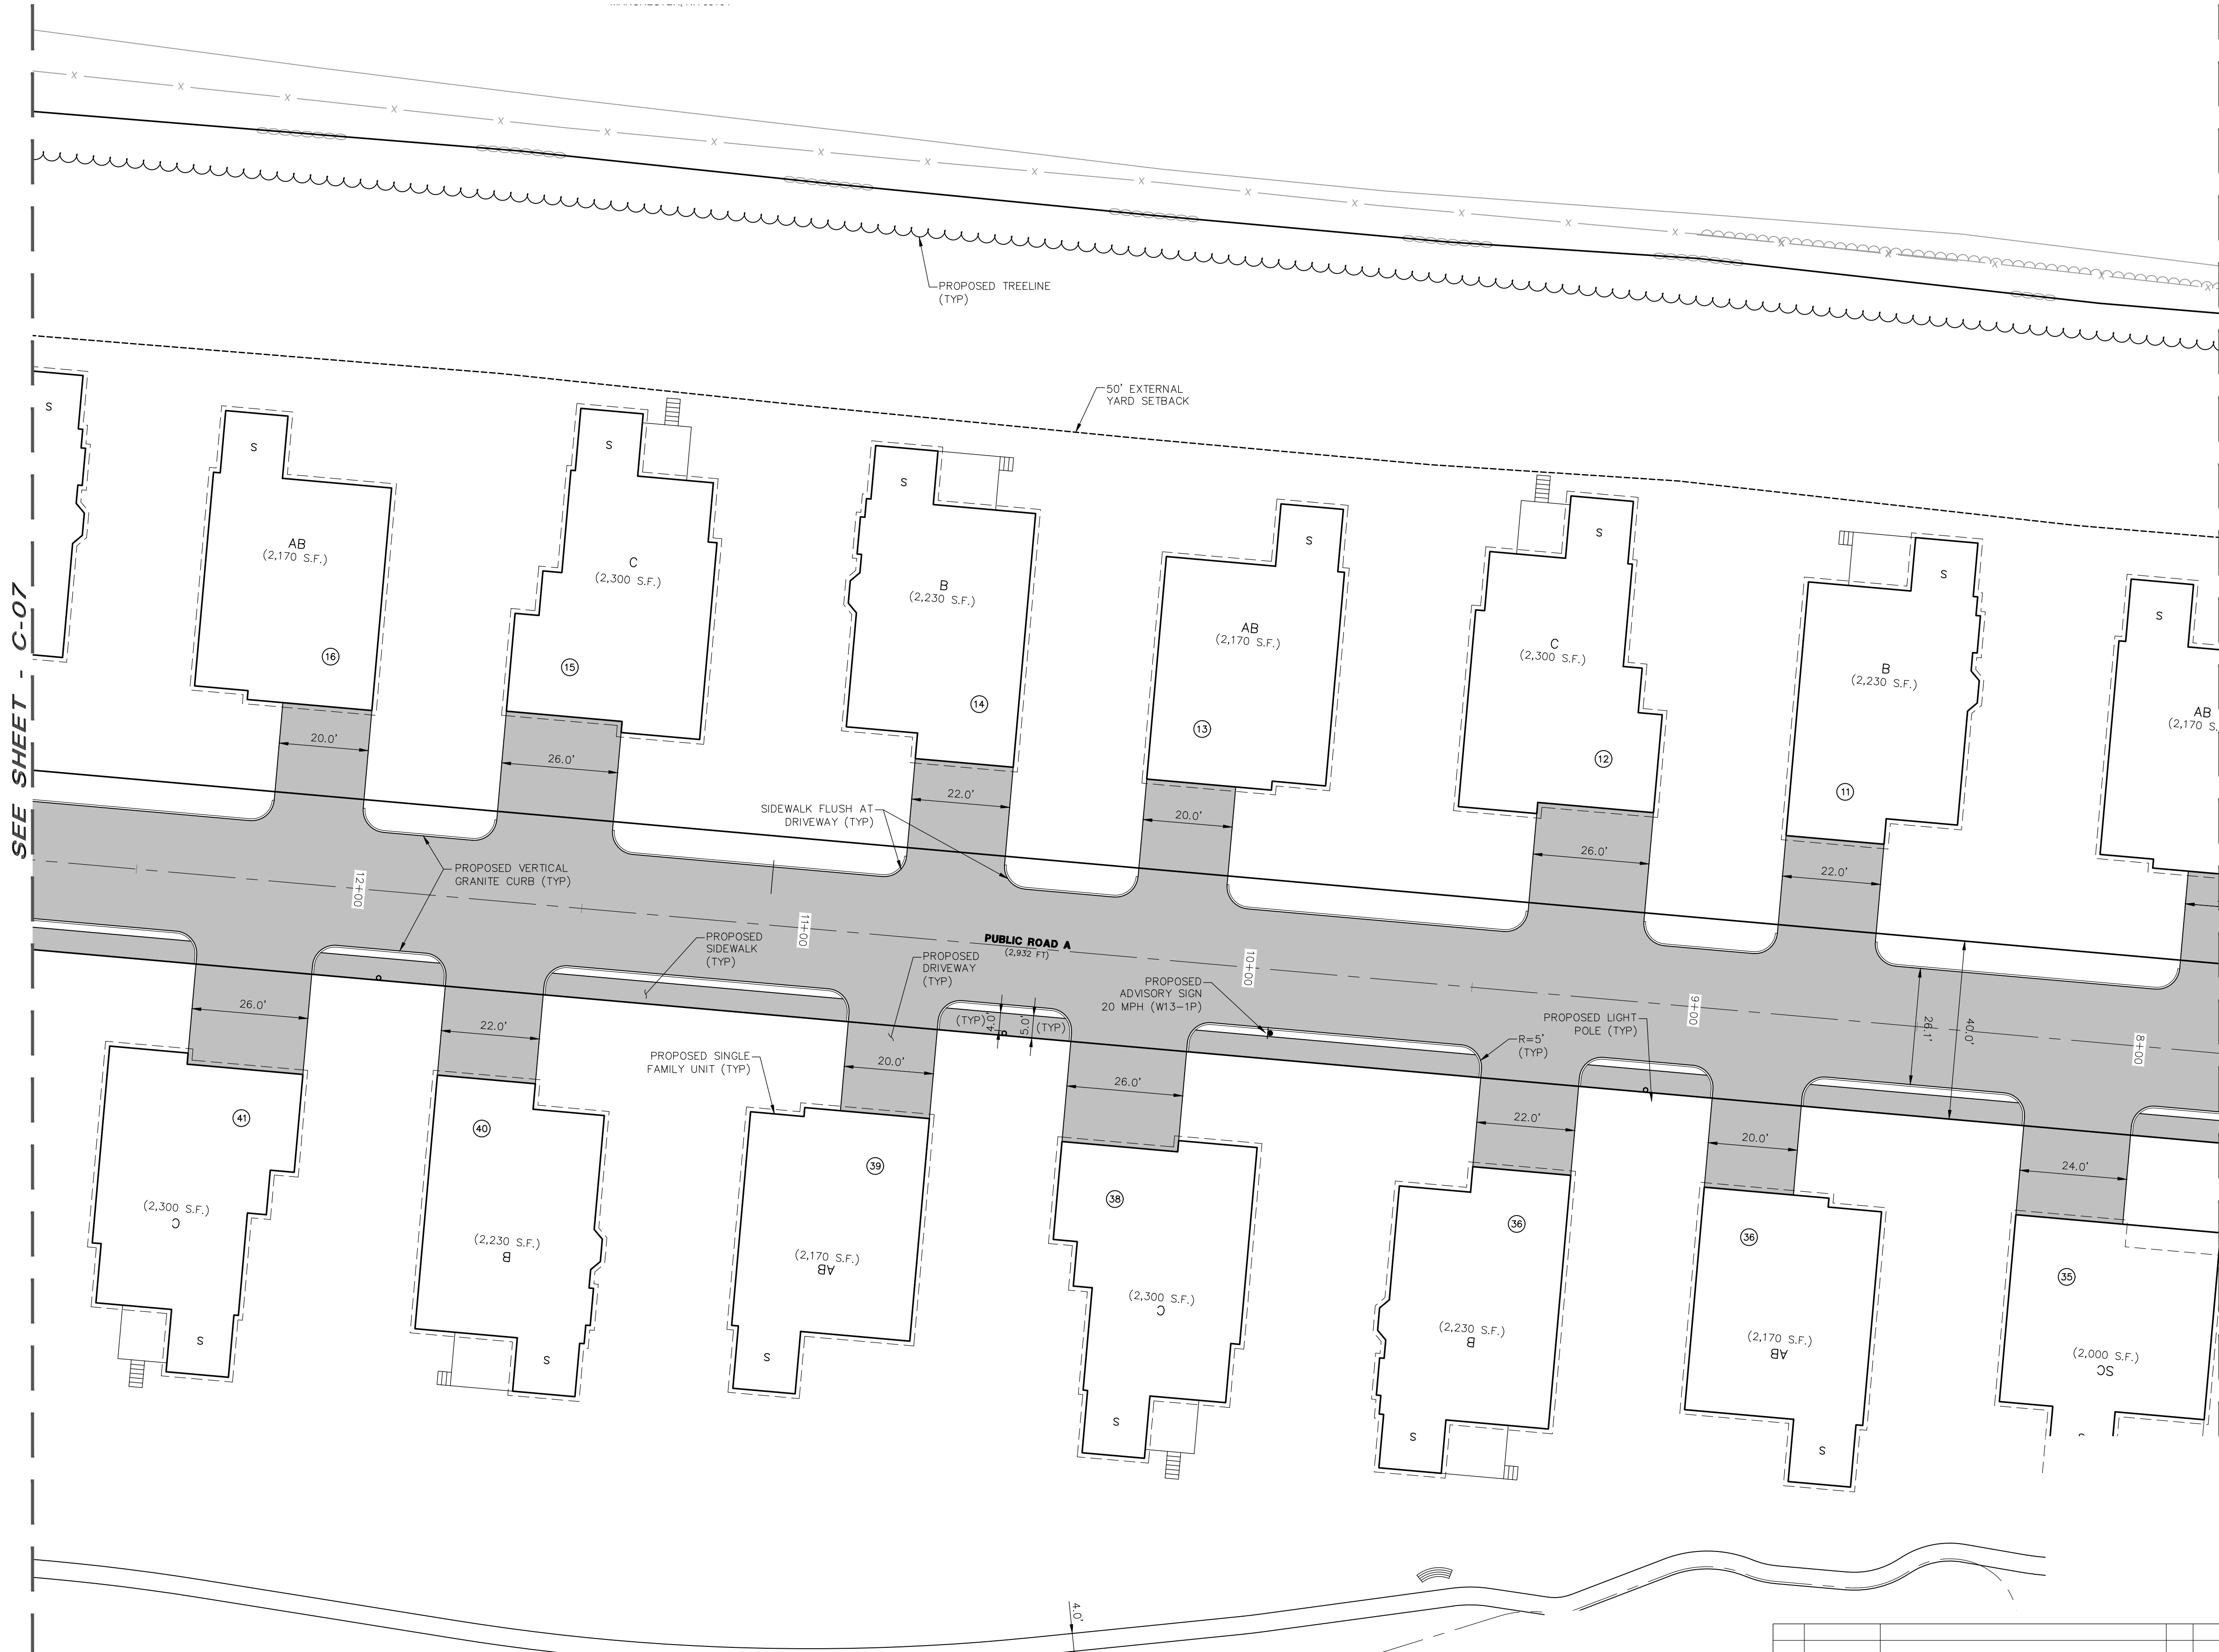 SEE SHEET - C-07
PROPOSED TREELINE
(TYP)
50' EXTERNAL
YARD SETBACK
S
S
AB
(2,170 S.F.)
16
S
C
(2,300 S.F.)
15
S
B
(2,230 S.F.)
14
S
AB
(2,170 S.F.)
13
S
C
(2,300 S.F.)
12
S
B
(2,230 S.F.)
11
S
AB
(2,170 S.
20.0'
26.0'
22.0'
20.0'
26.0'
22.0'
SIDEWALK FLUSH AT
DRIVEWAY (TYP)
PROPOSED VERTICAL
GRANITE CURB (TYP)
12+00
11+00
10+00
9+00
8+00
PUBLIC ROAD A
(2,932 FT)
PROPOSED
SIDEWALK
(TYP)
PROPOSED
DRIVEWAY
(TYP)
PROPOSED
ADVISORY SIGN
20 MPH (W13-1P)
PROPOSED LIGHT
POLE (TYP)
R=5'
(TYP)
(TYP)
4.0'
5.0'
(TYP)
26.1'
40.0'
PROPOSED SINGLE
FAMILY UNIT (TYP)
26.0'
22.0'
20.0'
26.0'
22.0'
20.0'
24.0'
41
(2,300 S.F.)
C
S
40
(2,230 S.F.)
B
S
39
(2,170 S.F.)
AB
S
38
(2,300 S.F.)
C
S
36
(2,230 S.F.)
B
S
36
(2,170 S.F.)
AB
S
35
(2,000 S.F.)
SC
4.0'